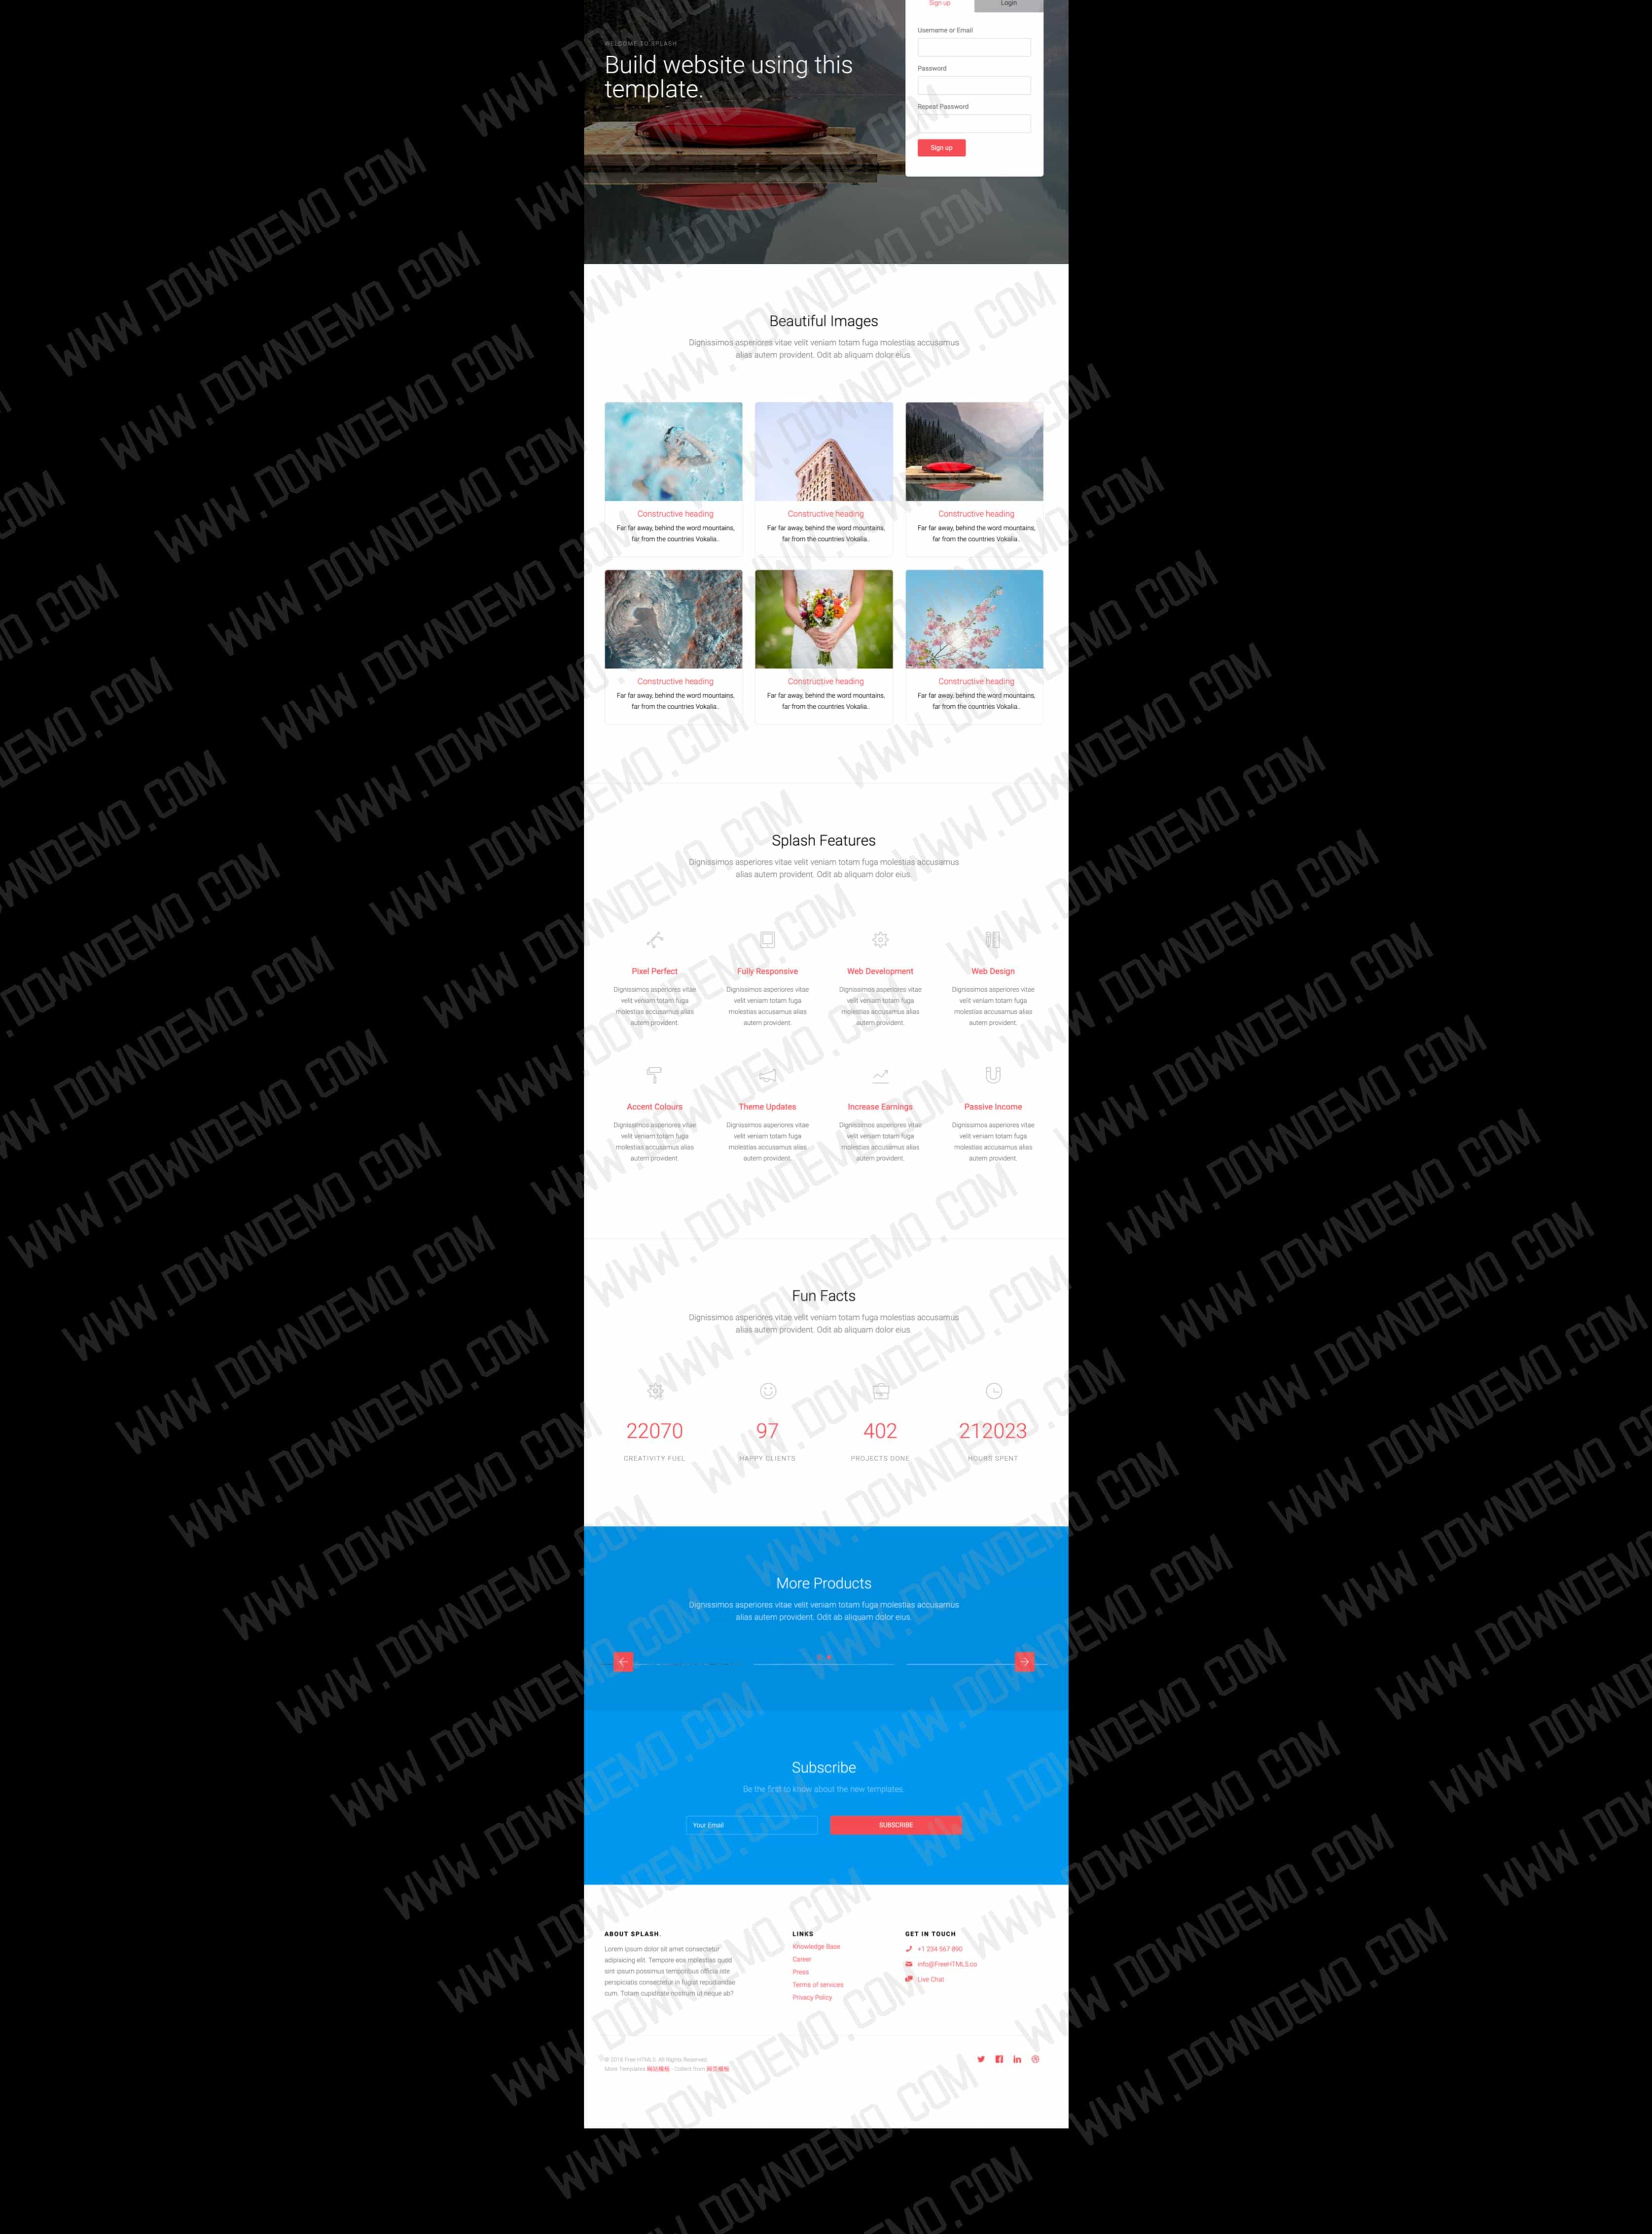 Sign up
Login
WELCOME TO SPLASH
Build website using this
template.
Username or Email
Password
Repeat Password
Sign up
Beautiful Images
Dignissimos asperiores vitae velit veniam totam fuga molestias accusamus
alias autem provident. Odit ab aliquam dolor eius.
Constructive heading
Far far away, behind the word mountains,
far from the countries Vokalia..
Constructive heading
Far far away, behind the word mountains,
far from the countries Vokalia..
Constructive heading
Far far away, behind the word mountains,
far from the countries Vokalia..
Constructive heading
Far far away, behind the word mountains,
far from the countries Vokalia..
Constructive heading
Far far away, behind the word mountains,
far from the countries Vokalia..
Constructive heading
Far far away, behind the word mountains,
far from the countries Vokalia..
Splash Features
Dignissimos asperiores vitae velit veniam totam fuga molestias accusamus
alias autem provident. Odit ab aliquam dolor eius.
Pixel Perfect
Dignissimos asperiores vitae
velit veniam totam fuga
molestias accusamus alias
autem provident.
Fully Responsive
Dignissimos asperiores vitae
velit veniam totam fuga
molestias accusamus alias
autem provident.
Web Development
Dignissimos asperiores vitae
velit veniam totam fuga
molestias accusamus alias
autem provident.
Web Design
Dignissimos asperiores vitae
velit veniam totam fuga
molestias accusamus alias
autem provident.
Accent Colours
Dignissimos asperiores vitae
velit veniam totam fuga
molestias accusamus alias
autem provident.
Theme Updates
Dignissimos asperiores vitae
velit veniam totam fuga
molestias accusamus alias
autem provident.
Increase Earnings
Dignissimos asperiores vitae
velit veniam totam fuga
molestias accusamus alias
autem provident.
Passive Income
Dignissimos asperiores vitae
velit veniam totam fuga
molestias accusamus alias
autem provident.
Fun Facts
Dignissimos asperiores vitae velit veniam totam fuga molestias accusamus
alias autem provident. Odit ab aliquam dolor eius.
22070
CREATIVITY FUEL
97
HAPPY CLIENTS
402
PROJECTS DONE
212023
HOURS SPENT
More Products
Dignissimos asperiores vitae velit veniam totam fuga molestias accusamus
alias autem provident. Odit ab aliquam dolor eius.
Subscribe
Be the first to know about the new templates.
Your Email
SUBSCRIBE
ABOUT SPLASH.
Lorem ipsum dolor sit amet consectetur
adipisicing elit. Tempore eos molestias quod
sint ipsum possimus temporibus officia iste
perspiciatis consectetur in fugiat repudiandae
cum. Totam cupiditate nostrum ut neque ab?
LINKS
Knowledge Base
Career
Press
Terms of services
Privacy Policy
GET IN TOUCH
+1 234 567 890
info@FreeHTML5.co
Live Chat
© 2016 Free HTML5. All Rights Reserved.
More Templates 网站模板 - Collect from 网页模板
WWW.DOWNDEMO.COM